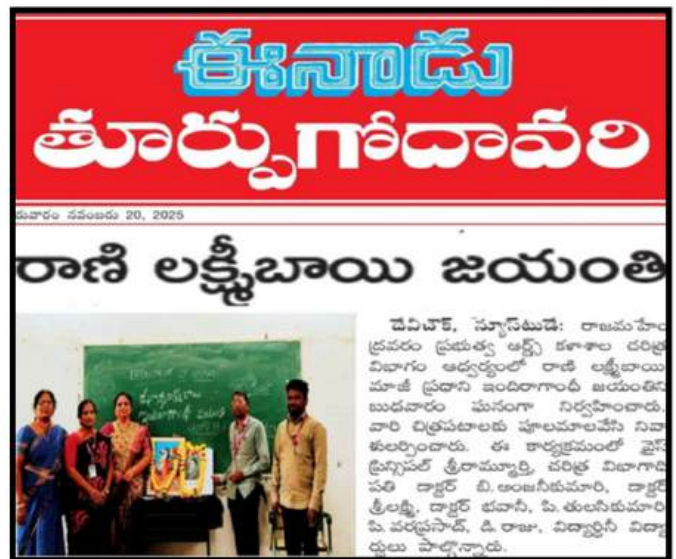 ఈనాడు
తూర్పుగోదావరి
రువారం నవంబరు 20, 2025
రాణి లక్ష్మీబాయి జయంతి
దేవీచౌక్, న్యూస్‌టుడే: రాజమహేం
ద్రవరం ప్రభుత్వ ఆర్ట్స్ కళాశాల చరిత్ర
విభాగం ఆధ్వర్యంలో రాణి లక్ష్మీబాయి
మాజీ ప్రధాని ఇందిరాగాంధీ జయంతిని
బుధవారం ఘనంగా నిర్వహించారు.
వారి చిత్రపటాలకు పూలమాలవేసి నివా
ళులర్పించారు. ఈ కార్యక్రమంలో వైస్
ప్రిన్సిపల్ శ్రీరామ్మూర్తి, చరిత్ర విభాగాధి
పతి డాక్టర్ బి.అంజనీకుమారి, డాక్టర్
శ్రీలక్ష్మి, డాక్టర్ భవానీ, పి.తులసికుమారి
పి.వరప్రసాద్, డి.రాజు, విద్యార్థినీ విద్యా
ర్థులు పాల్గొన్నారు.